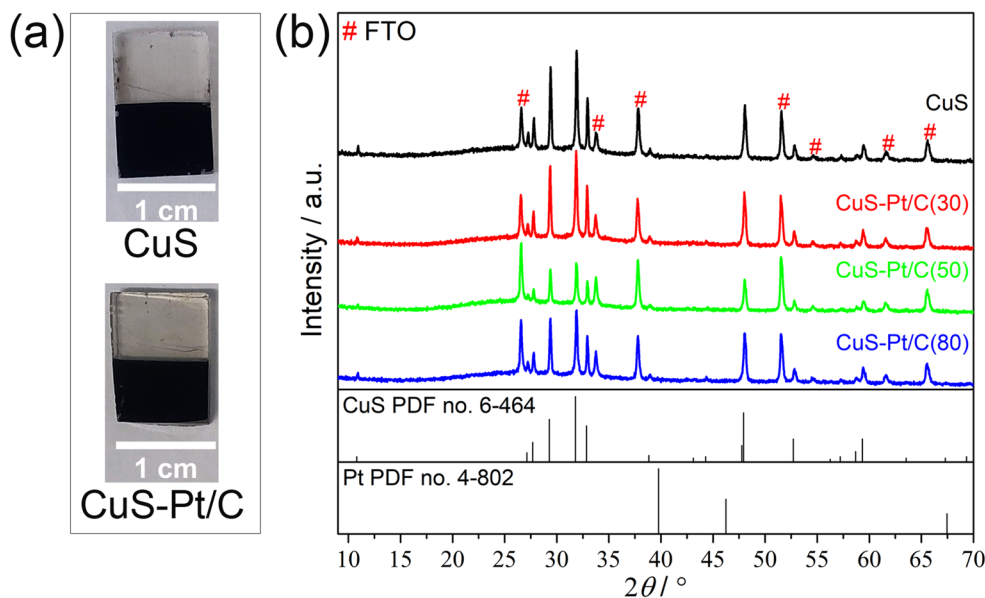 (a)
1 cm
CuS
1 cm
CuS-Pt/C
(b)
# FTO
# # # # # # #
CuS
CuS-Pt/C(30)
CuS-Pt/C(50)
CuS-Pt/C(80)
CuS PDF no. 6-464
Pt PDF no. 4-802
Intensity / a.u.
10 15 20 25 30 35 40 45 50 55 60 65 70
2θ / °